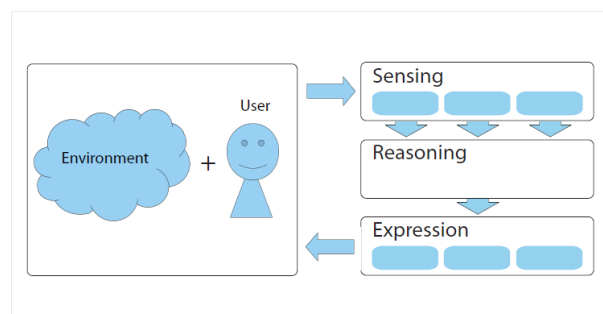 User
Environment
+
Sensing
Reasoning
Expression